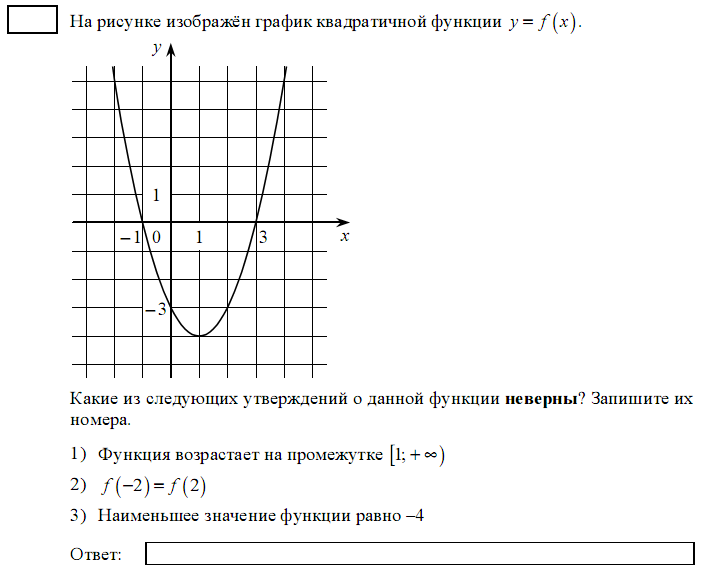 На рисунке изображён график квадратичной функции y = f(x).
y
1
−1 0 1 3 x
−3
Какие из следующих утверждений о данной функции неверны? Запишите их
номера.
1) Функция возрастает на промежутке [1; + ∞)
2) f(−2) = f(2)
3) Наименьшее значение функции равно −4
Ответ: